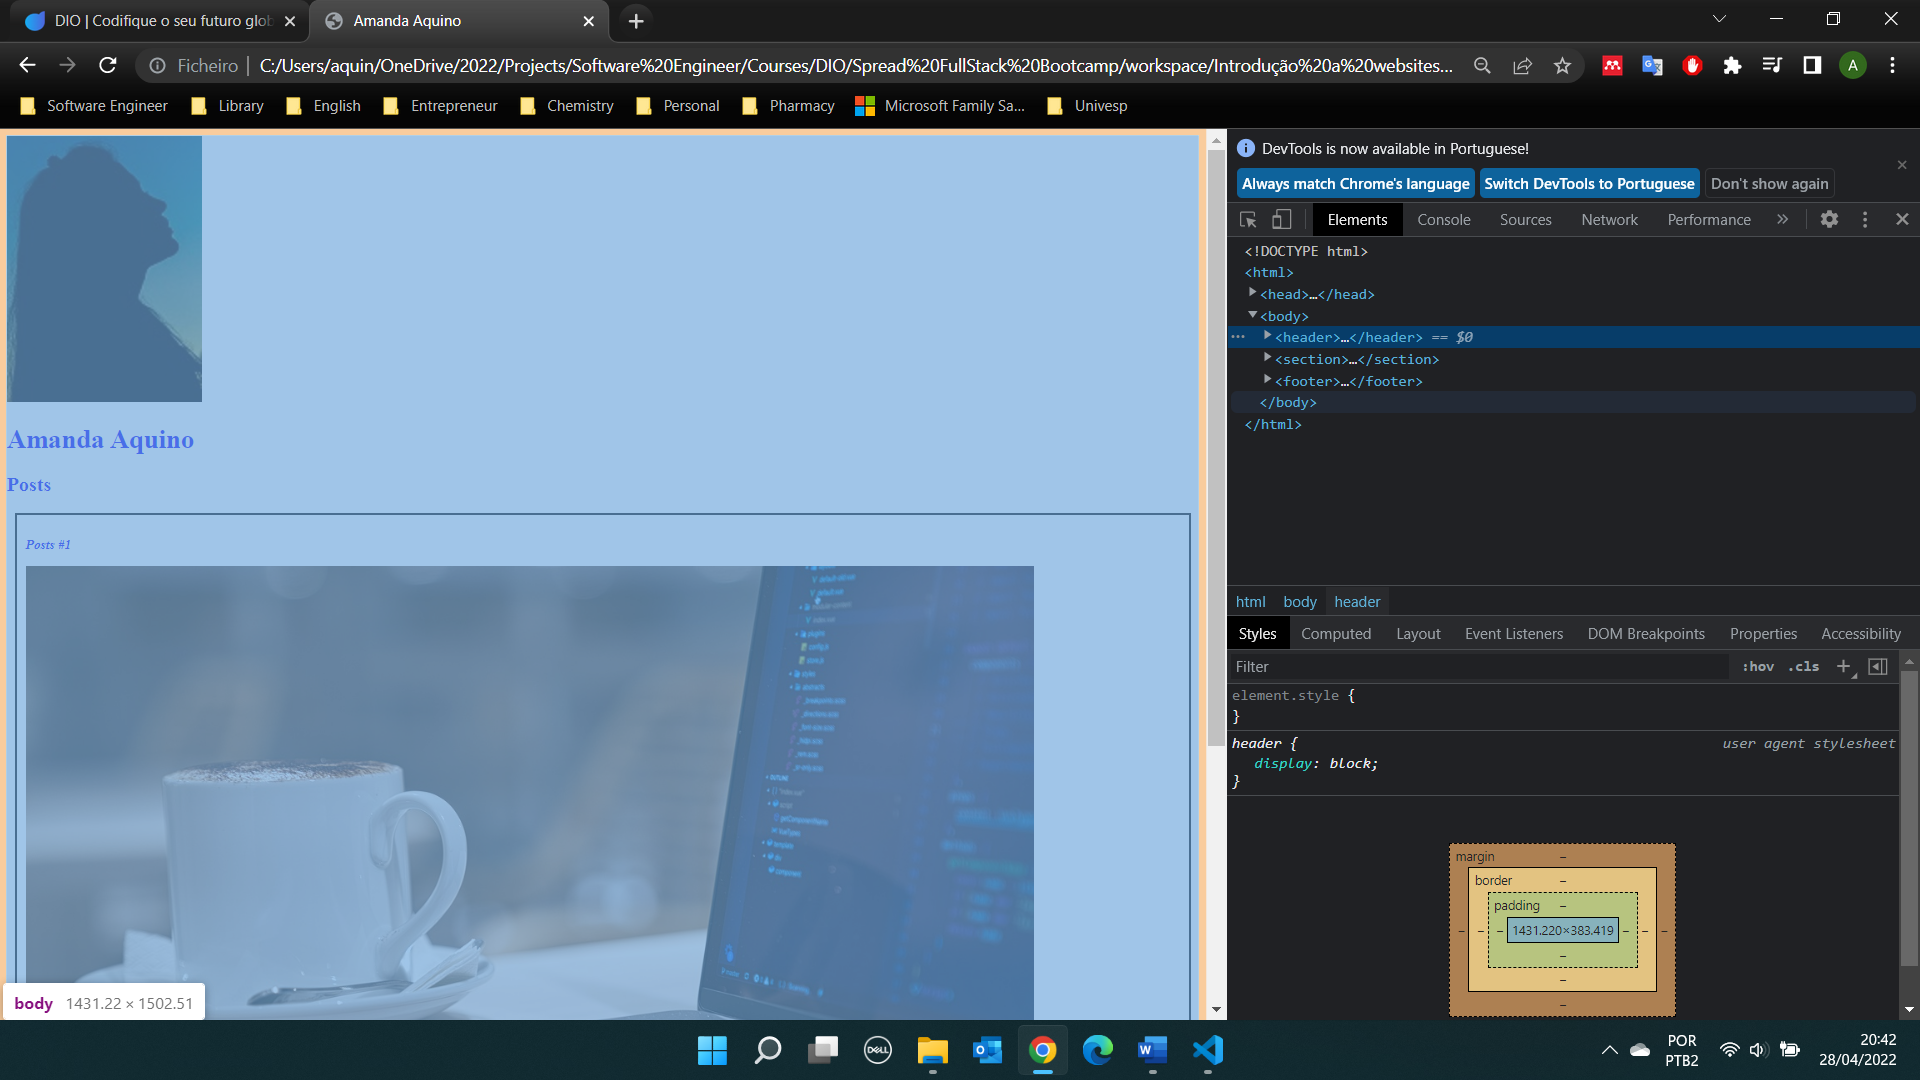 DIO | Codifique o seu futuro glob
Amanda Aquino
Ficheiro
C:/Users/aquin/OneDrive/2022/Projects/Software%20Engineer/Courses/DIO/Spread%20FullStack%20Bootcamp/workspace/Introdução%20a%20websites...
A
Software Engineer
Library
English
Entrepreneur
Chemistry
Personal
Pharmacy
Microsoft Family Sa...
Univesp
Amanda Aquino
Posts
Posts #1
body 1431.22 × 1502.51
DevTools is now available in Portuguese!
Always match Chrome's language
Switch DevTools to Portuguese
Don't show again
Elements
Console
Sources
Network
Performance
<!DOCTYPE html>
<html>
<head>…</head>
<body>
<header>…</header> == $0
<section>…</section>
<footer>…</footer>
</body>
</html>
html
body
header
Styles
Computed
Layout
Event Listeners
DOM Breakpoints
Properties
Accessibility
Filter
:hov
.cls
element.style {
}
header {
user agent stylesheet
display: block;
}
margin
–
border
–
padding
–
– – – 1431.220×383.419 – – –
–
–
–
DELL
POR
PTB2
20:42
28/04/2022